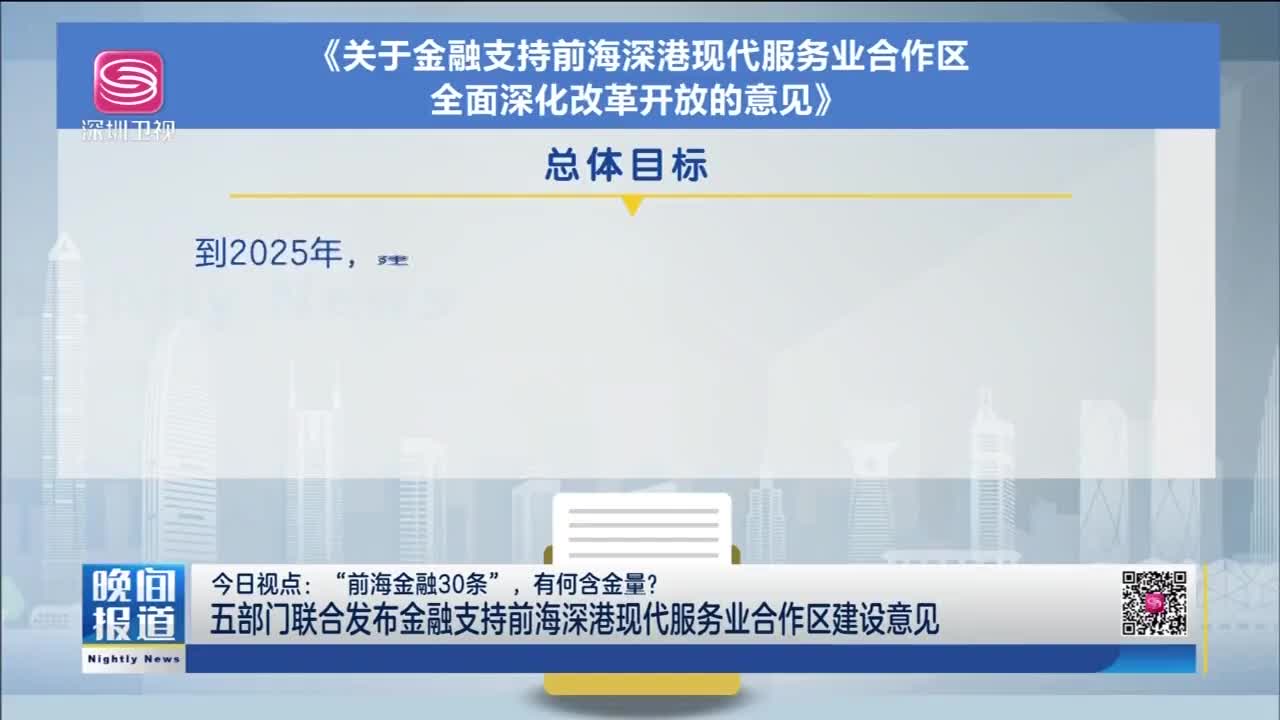 《关于金融支持前海深港现代服务业合作区
全面深化改革开放的意见》
深圳卫视
总体目标
到2025年，建
Nightly News
晚间
报道
Nightly News
今日视点：“前海金融30条”，有何含金量?
五部门联合发布金融支持前海深港现代服务业合作区建设意见